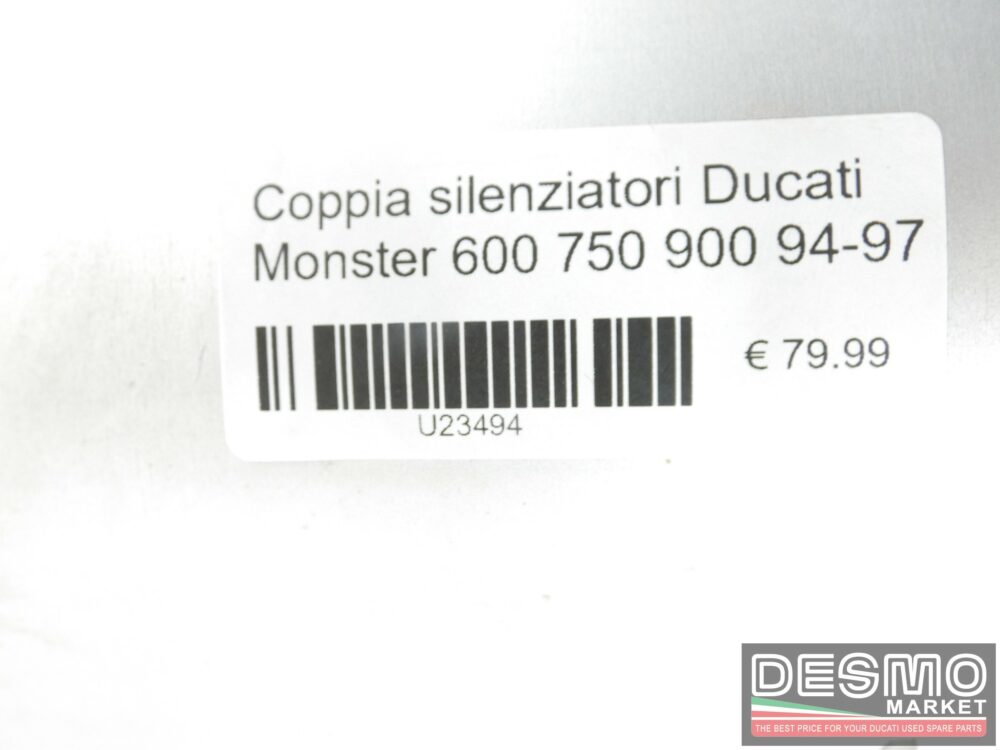 Coppia silenziatori Ducati
Monster 600 750 900 94-97
€ 79.99
U23494
DESMO
MARKET
THE BEST PRICE FOR YOUR DUCATI USED SPARE PARTS